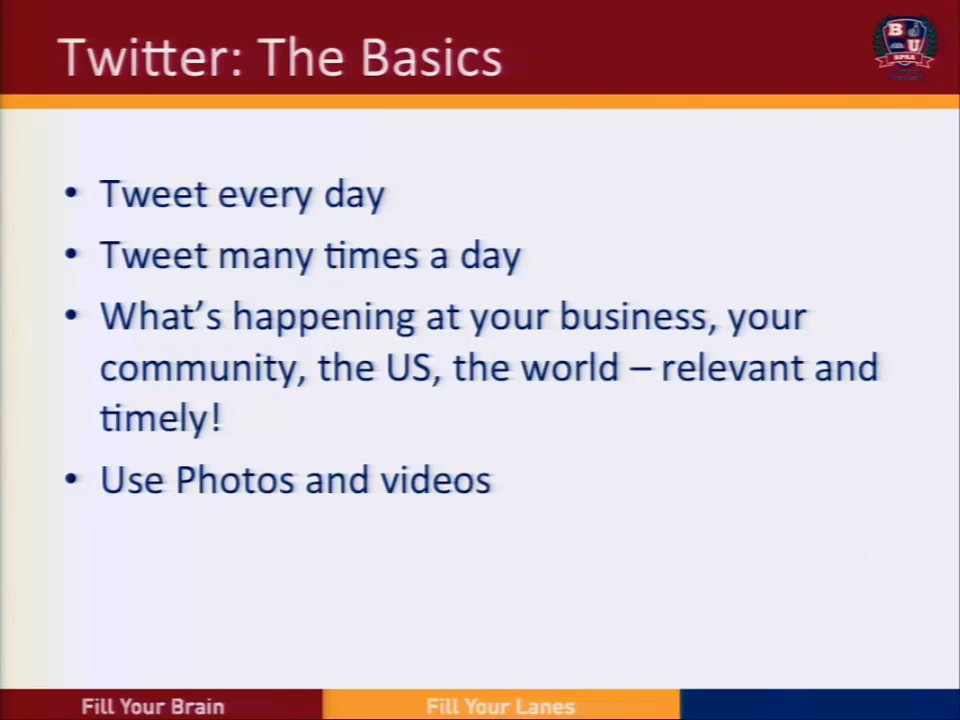 Twitter: The Basics
B U
• Tweet every day
• Tweet many times a day
• What's happening at your business, your
community, the US, the world – relevant and
timely!
• Use Photos and videos
Fill Your Brain
Fill Your Lanes